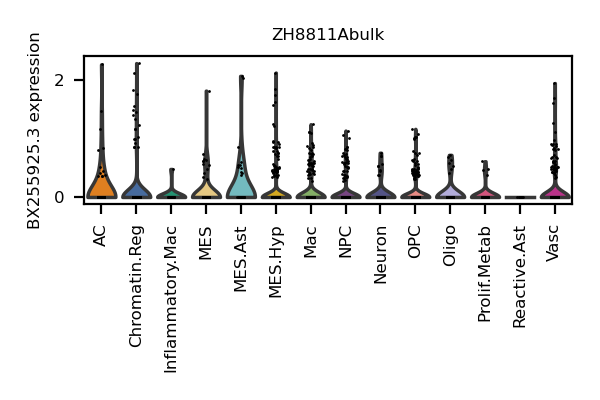 ZH8811Abulk
BX255925.3 expression
2
0
AC
Chromatin.Reg
Inflammatory.Mac
MES
MES.Ast
MES.Hyp
Mac
NPC
Neuron
OPC
Oligo
Prolif.Metab
Reactive.Ast
Vasc